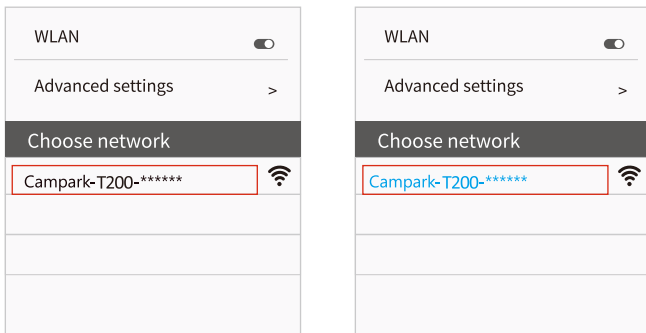 WLAN
Advanced settings >
Choose network
Campark-T200-******
WLAN
Advanced settings >
Choose network
Campark-T200-******